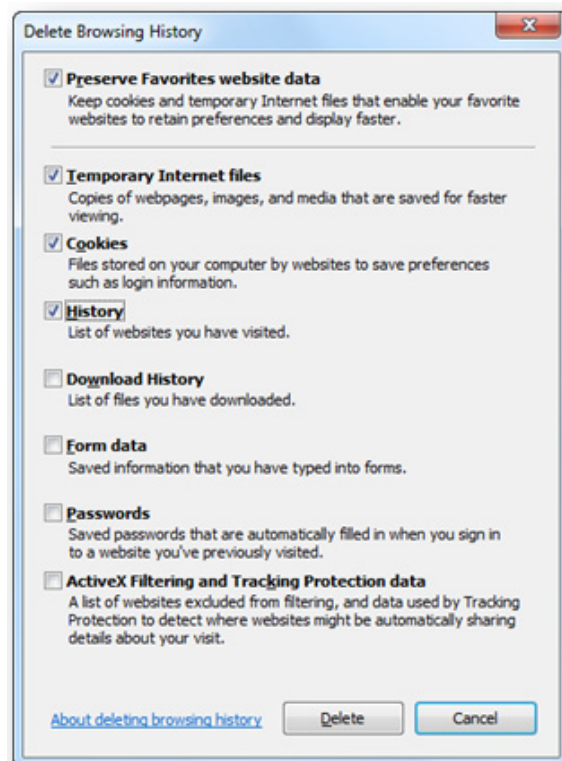 Delete Browsing History
Preserve Favorites website data
Keep cookies and temporary Internet files that enable your favorite
websites to retain preferences and display faster.
Temporary Internet files
Copies of webpages, images, and media that are saved for faster
viewing.
Cookies
Files stored on your computer by websites to save preferences
such as login information.
History
List of websites you have visited.
Download History
List of files you have downloaded.
Form data
Saved information that you have typed into forms.
Passwords
Saved passwords that are automatically filled in when you sign in
to a website you've previously visited.
ActiveX Filtering and Tracking Protection data
A list of websites excluded from filtering, and data used by Tracking
Protection to detect where websites might be automatically sharing
details about your visit.
About deleting browsing history Delete Cancel